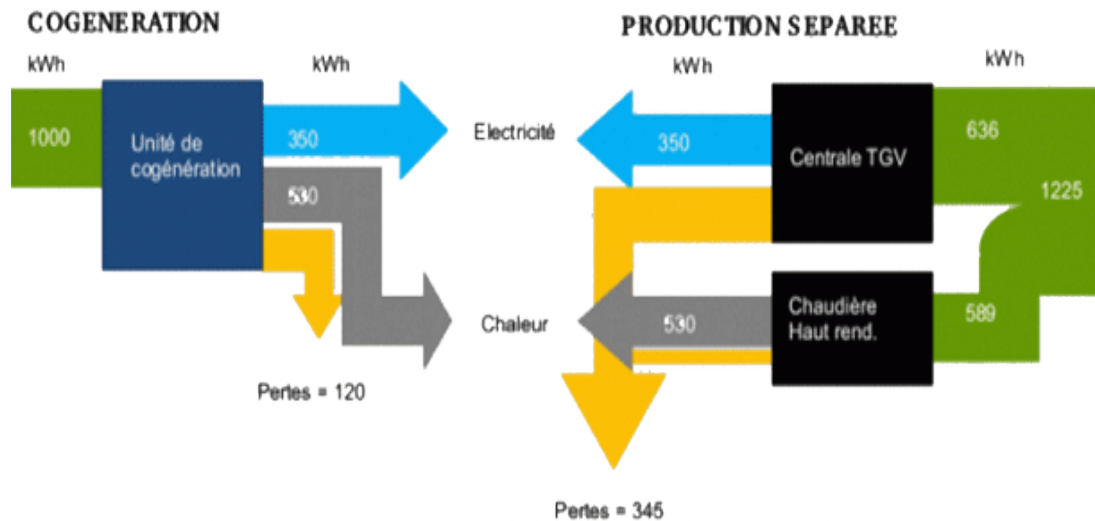 COGENERATION
PRODUCTION SEPAREE
kWh
kWh
kWh
kWh
1000
Unité de
cogénération
350
530
Electricité
Chaleur
Pertes = 120
350
Centrale TGV
636
1225
530
Chaudière
Haut rend.
589
Pertes = 345